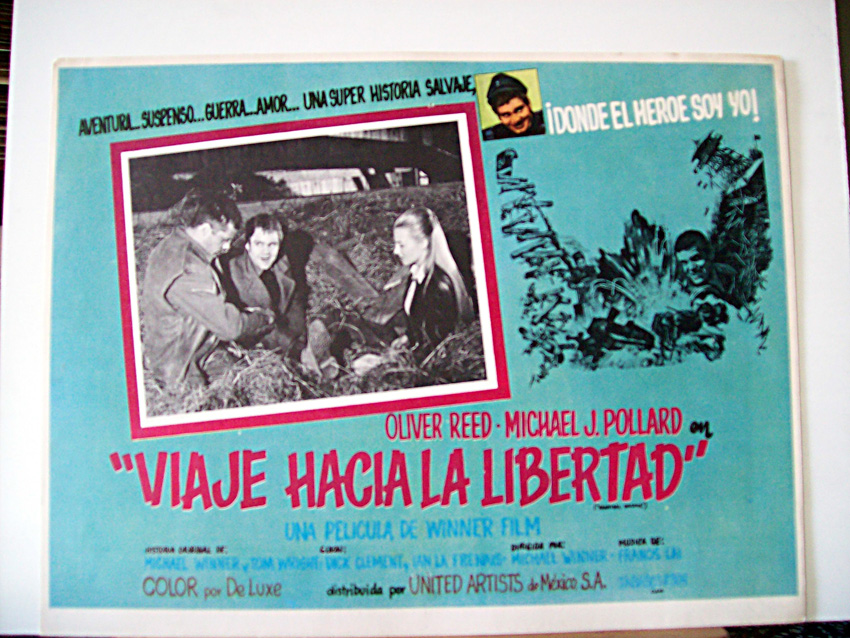 AVENTURA...SUSPENSO...GUERRA...AMOR... UNA SUPER HISTORIA SALVAJE,
¡DONDE EL HEROE SOY YO!
OLIVER REED - MICHAEL J. POLLARD en
"VIAJE HACIA LA LIBERTAD"
UNA PELICULA DE WINNER FILM
HISTORIA ORIGINAL DE: GUION: DIRIGIDA POR: MUSICA DE:
MICHAEL WINNER y TOM WRIGHT/DICK CLEMENT, IAN LA FRENAIS - MICHAEL WINNER - FRANCIS LAI
COLOR por De Luxe distribuida por UNITED ARTISTS de México, S.A.